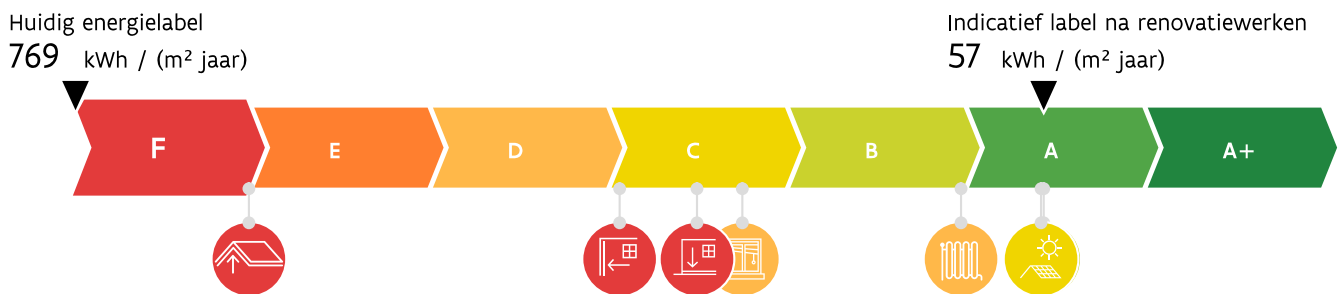 Huidig energielabel
769 kWh / (m² jaar)
Indicatief label na renovatiewerken
57 kWh / (m² jaar)
F E D C B A A+